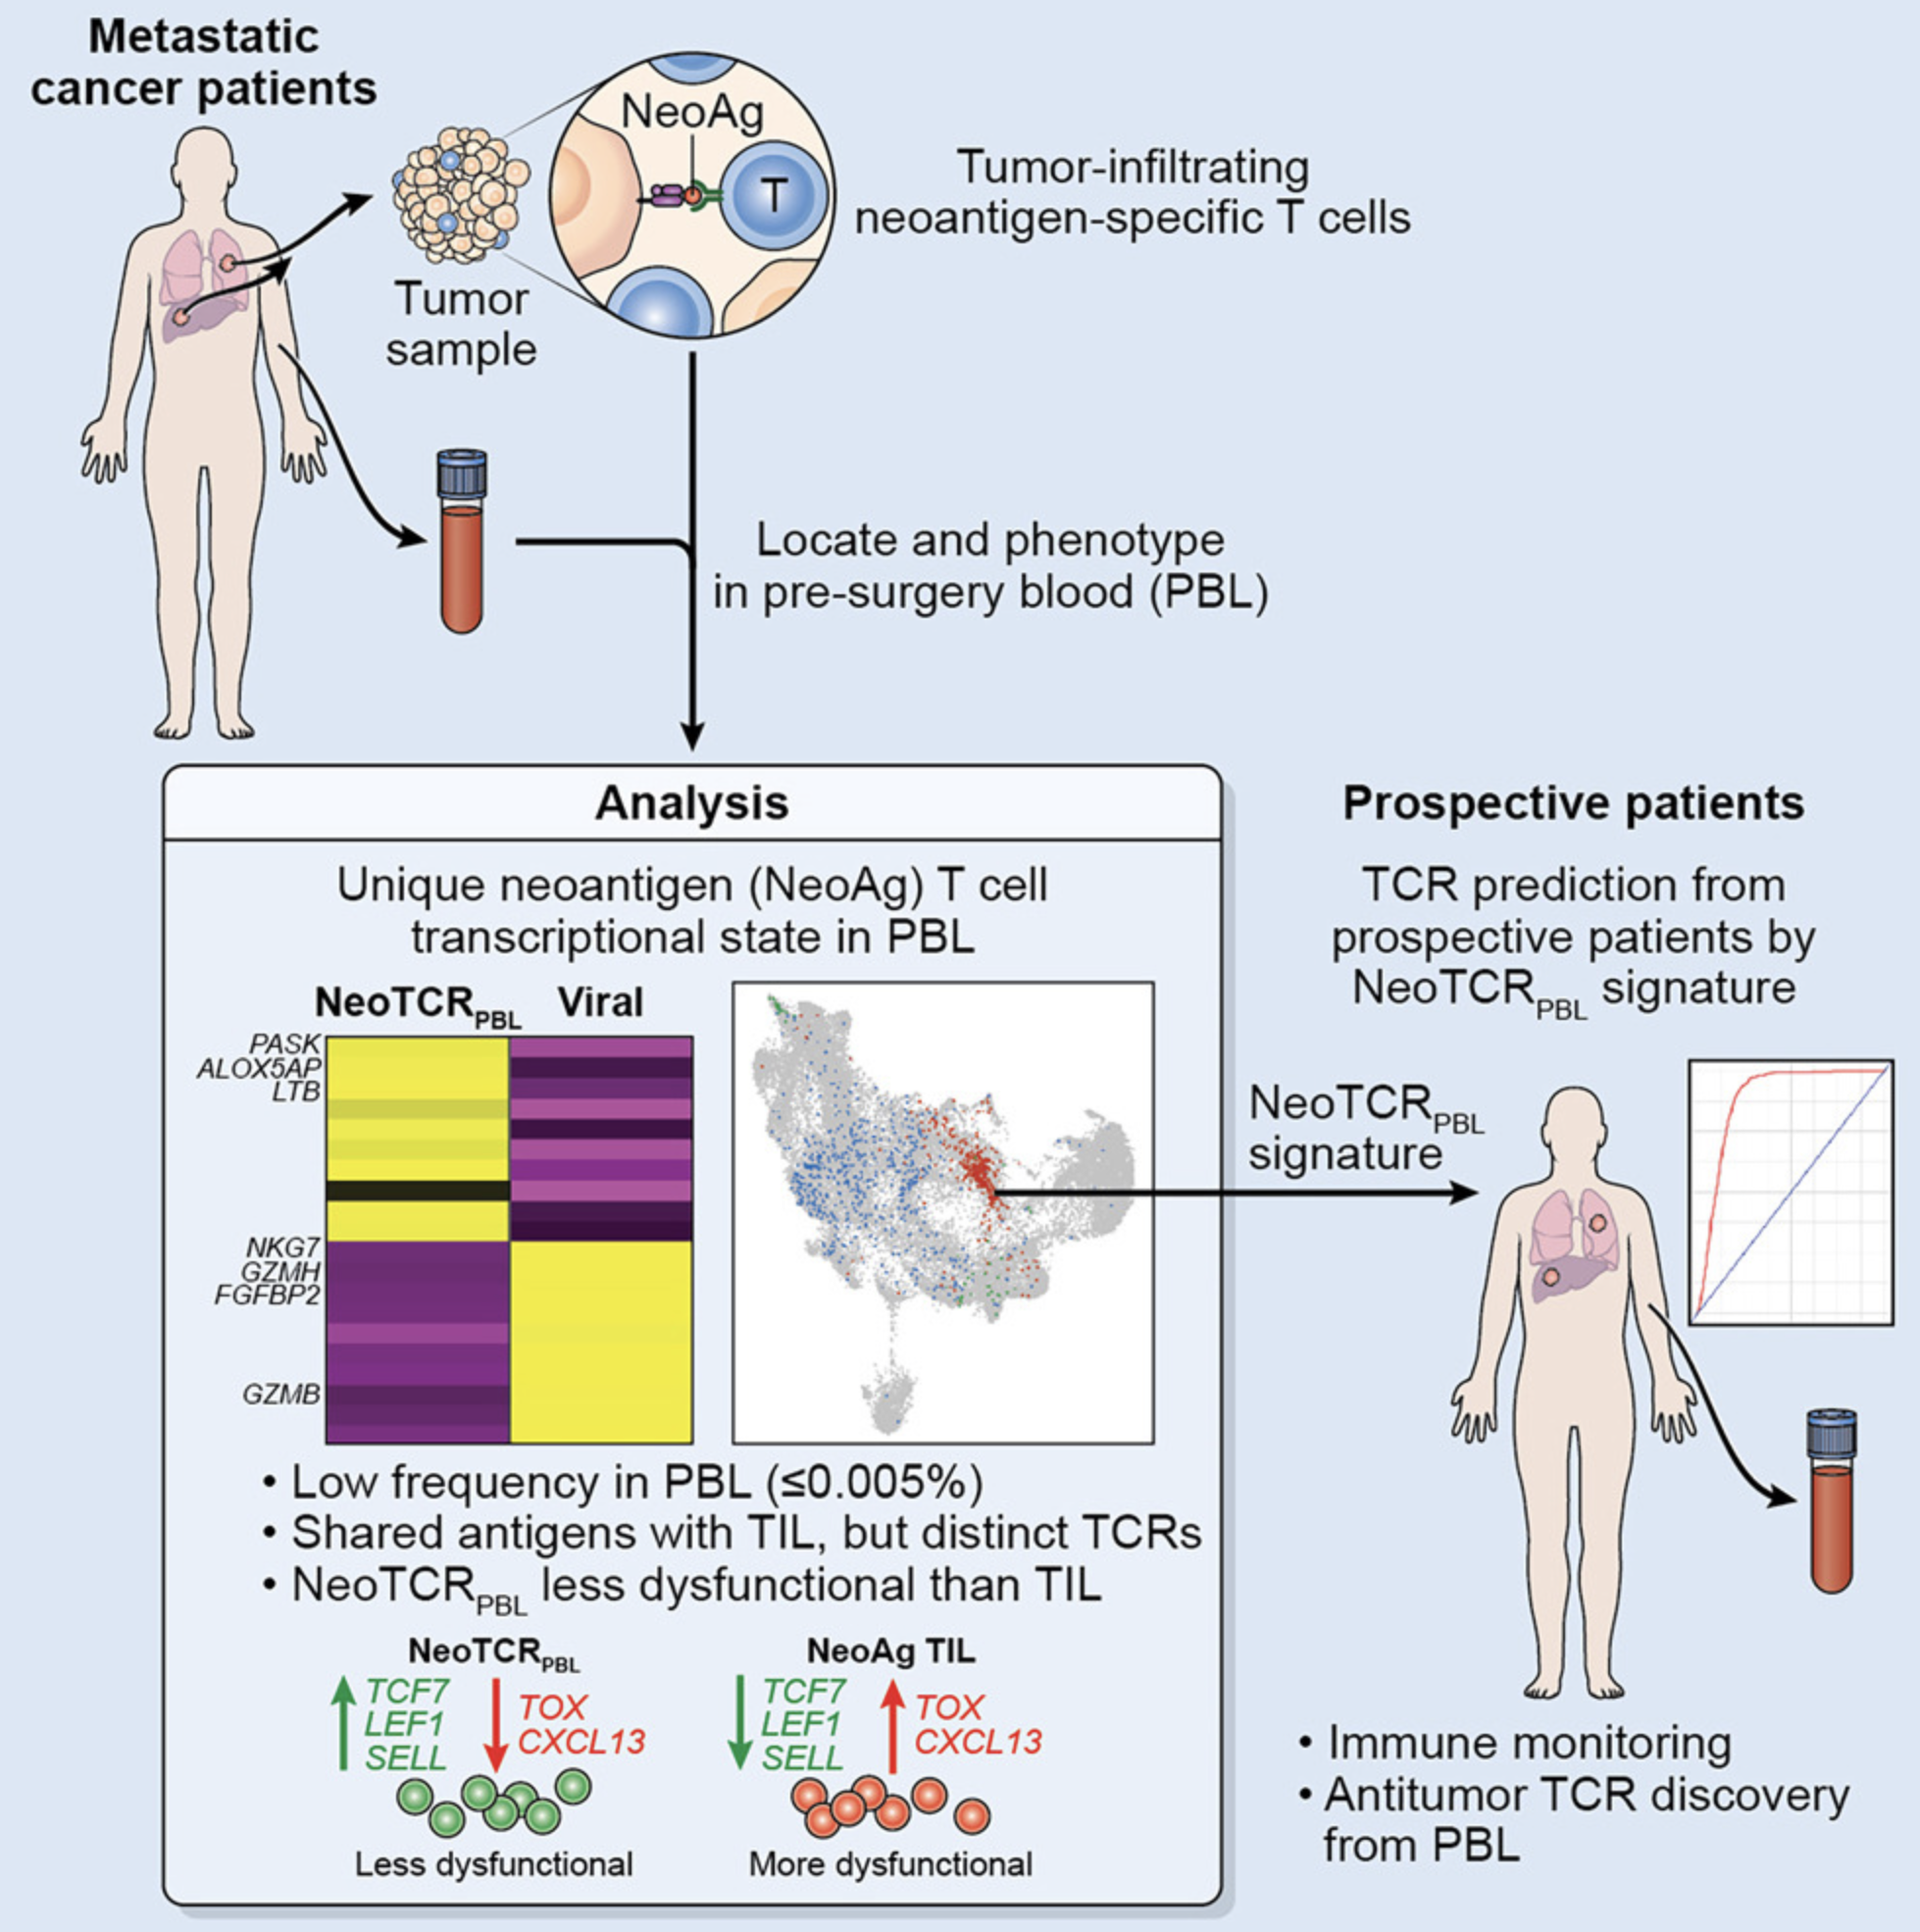 Metastatic
cancer patients
NeoAg
T
Tumor-infiltrating
neoantigen-specific T cells
Tumor
sample
Locate and phenotype
in pre-surgery blood (PBL)
Analysis
Unique neoantigen (NeoAg) T cell
transcriptional state in PBL
NeoTCRPBL Viral
PASK
ALOX5AP
LTB
NKG7
GZMH
FGFBP2
GZMB
• Low frequency in PBL (≤0.005%)
• Shared antigens with TIL, but distinct TCRs
• NeoTCRPBL less dysfunctional than TIL
NeoTCRPBL
TCF7
LEF1
SELL
TOX
CXCL13
Less dysfunctional
NeoAg TIL
TCF7
LEF1
SELL
TOX
CXCL13
More dysfunctional
NeoTCRPBL
signature
Prospective patients
TCR prediction from
prospective patients by
NeoTCRPBL signature
• Immune monitoring
• Antitumor TCR discovery
from PBL